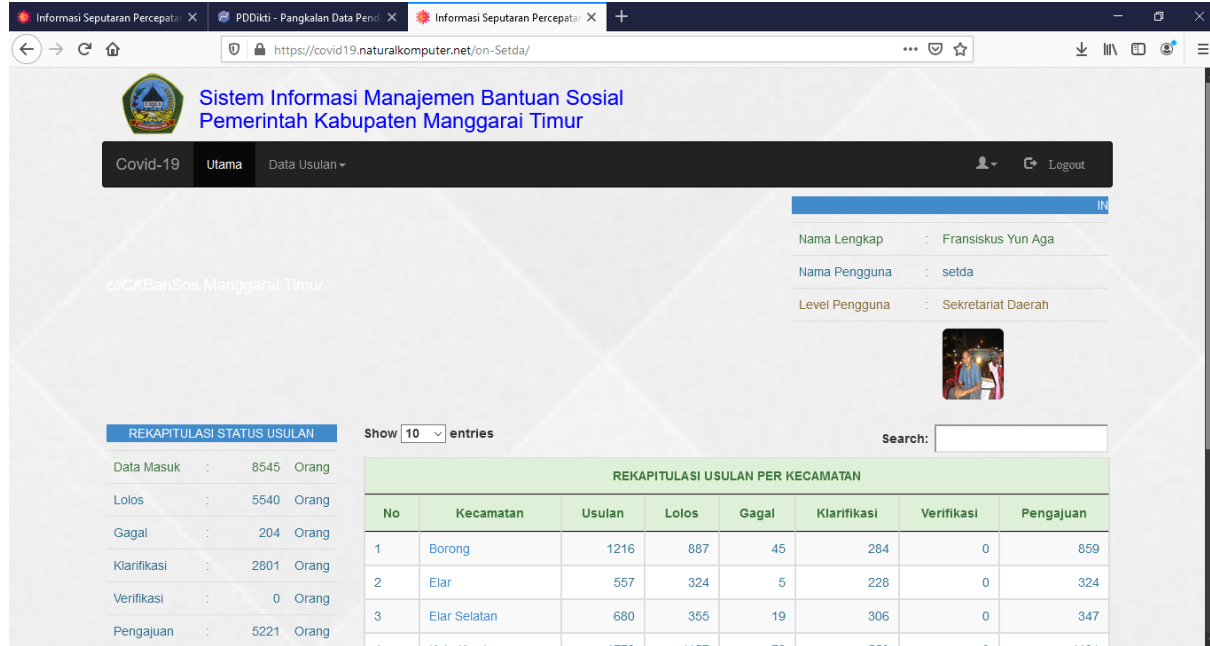 Informasi Seputaran Percepata
PDDikti - Pangkalan Data Pendi
Informasi Seputaran Percepata
https://covid19.naturalkomputer.net/on-Setda/
Sistem Informasi Manajemen Bantuan Sosial
Pemerintah Kabupaten Manggarai Timur
Covid-19 Utama Data Usulan Logout
IN
Nama Lengkap : Fransiskus Yun Aga
Nama Pengguna : setda
cliCKBanSos Manggarai Timur
Level Pengguna : Sekretariat Daerah
REKAPITULASI STATUS USULAN
Data Masuk : 8545 Orang
Lolos : 5540 Orang
Gagal : 204 Orang
Klarifikasi : 2801 Orang
Verifikasi : 0 Orang
Pengajuan : 5221 Orang
Show 10 entries
Search:
REKAPITULASI USULAN PER KECAMATAN
No Kecamatan Usulan Lolos Gagal Klarifikasi Verifikasi Pengajuan
1 Borong 1216 887 45 284 0 859
2 Elar 557 324 5 228 0 324
3 Elar Selatan 680 355 19 306 0 347